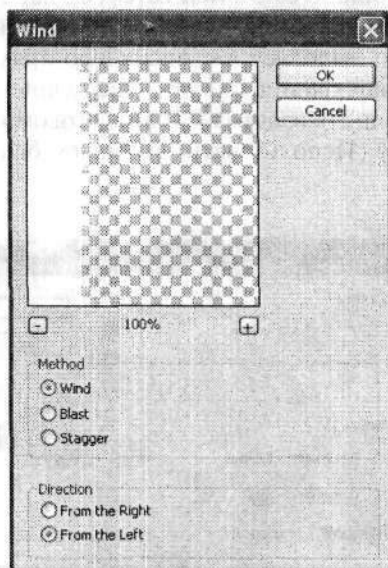 Wind
OK
Cancel
100%
Method
Wind
Blast
Stagger
Direction
From the Right
From the Left